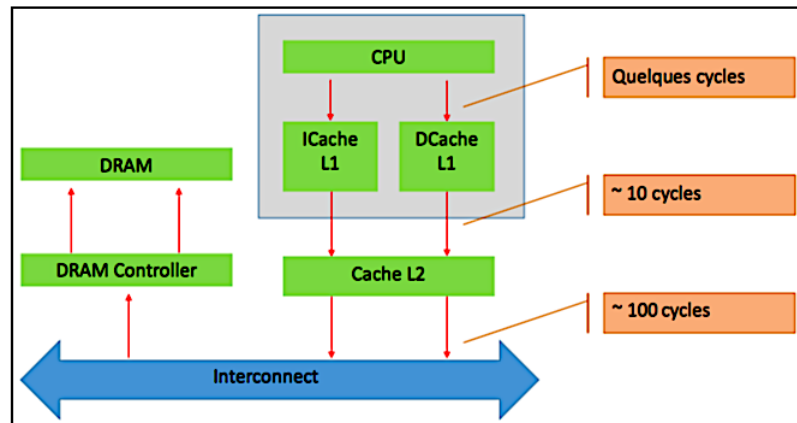 CPU
Quelques cycles
ICache
L1
DCache
L1
DRAM
~ 10 cycles
DRAM Controller
Cache L2
~ 100 cycles
Interconnect